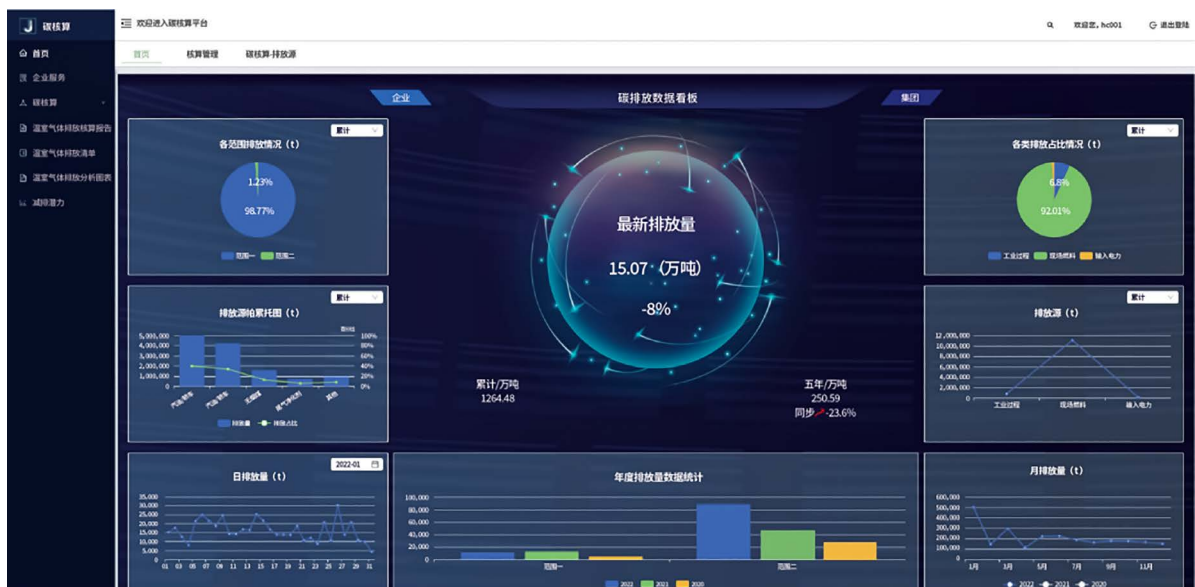 碳核算
欢迎进入碳核算平台
欢迎您, hc001
退出登陆
首页
企业服务
碳核算
温室气体排放核算报告
温室气体排放清单
温室气体排放分析图表
减排潜力
首页
核算管理
碳核算-排放源
企业
碳排放数据看板
集团
累计
各范围排放情况(t)
1.23%
98.77%
范围一
范围二
最新排放量
15.07 (万吨)
-8%
累计/万吨
1264.48
五年/万吨
250.59
同步 -23.6%
累计
各类排放占比情况(t)
6.8%
92.01%
工业过程
现场燃料
输入电力
累计
排放源帕累托图(t)
5,000,000
4,000,000
3,000,000
2,000,000
1,000,000
0
100%
80%
60%
40%
20%
0%
无烟煤
其他
排放量
排放占比
累计
排放源(t)
12,000,000
10,000,000
8,000,000
6,000,000
4,000,000
2,000,000
0
工业过程
现场燃料
输入电力
2022-01
日排放量(t)
35,000
30,000
25,000
20,000
15,000
10,000
5,000
0
01 03 05 07 09 11 13 15 17 19 21 23 25 27 29 31
年度排放量数据统计
100,000
80,000
60,000
40,000
20,000
0
范围一
范围二
2022
2021
2020
月排放量(t)
600,000
500,000
400,000
300,000
200,000
100,000
0
1月 3月 5月 7月 9月 11月
2022
2021
2020